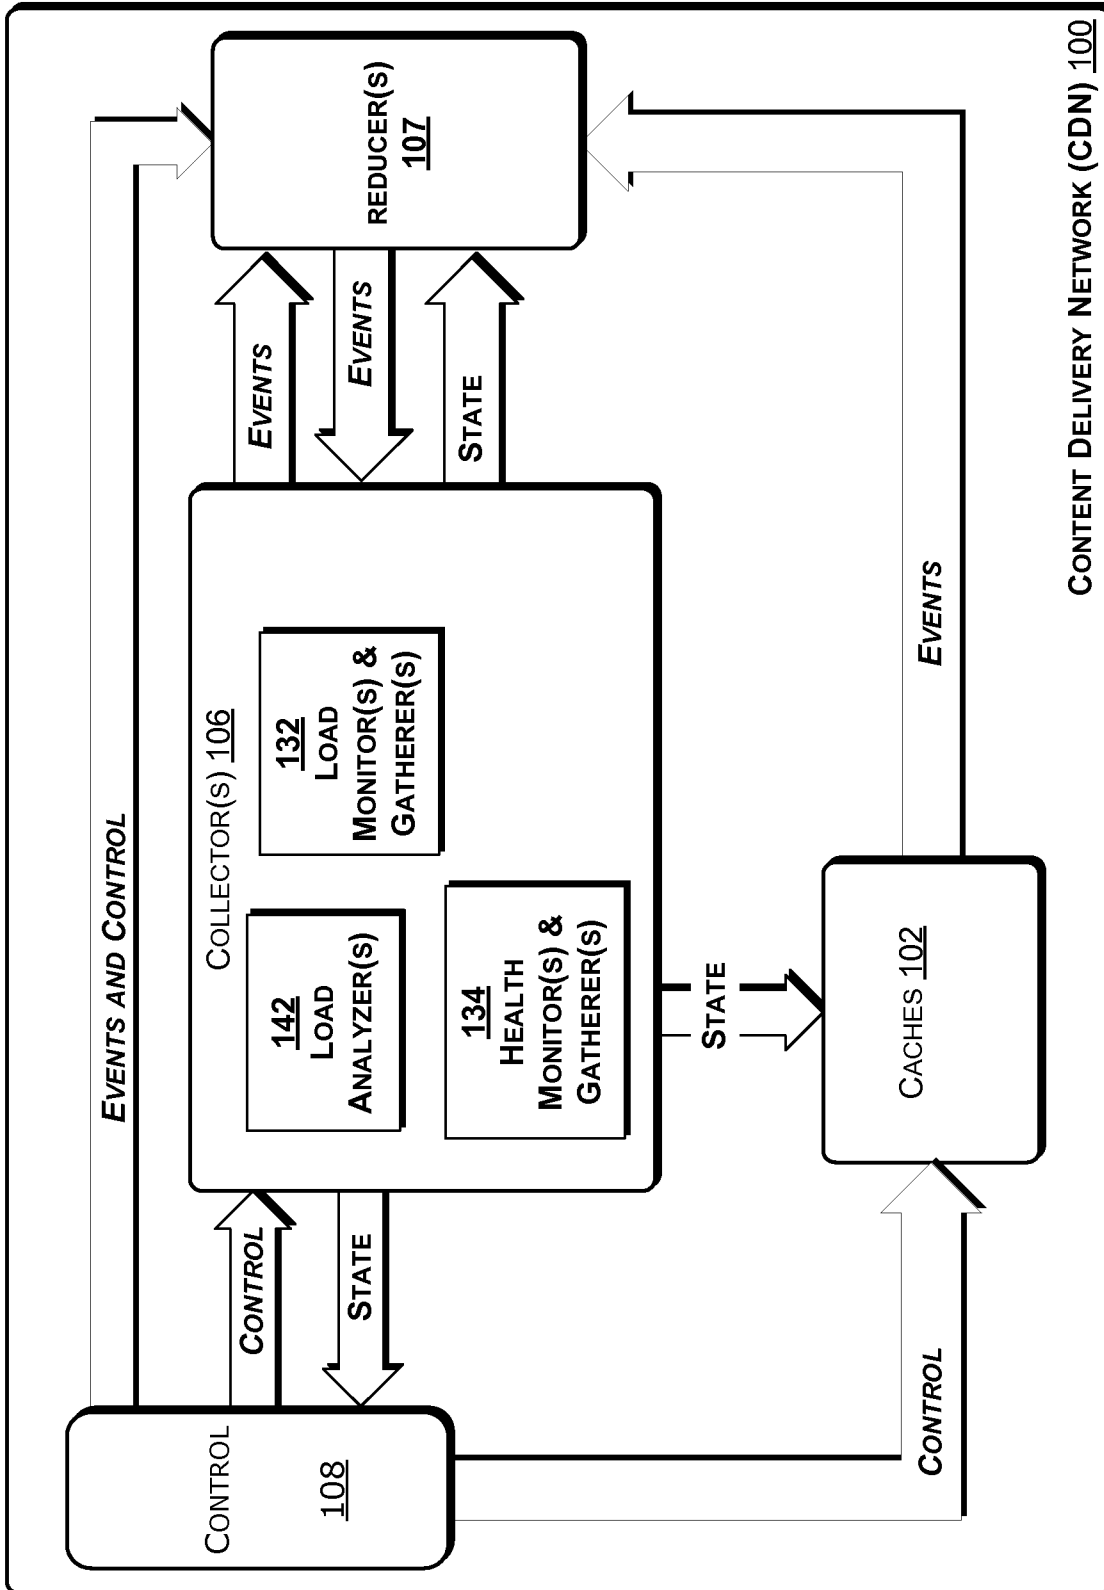 EVENTS AND CONTROL
CONTROL
108
CONTROL
STATE
COLLECTOR(S) 106
142
LOAD
ANALYZER(S)
132
LOAD
MONITOR(S) &
GATHERER(S)
134
HEALTH
MONITOR(S) &
GATHERER(S)
EVENTS
EVENTS
STATE
REDUCER(S)
107
STATE
CACHES 102
CONTROL
EVENTS
CONTENT DELIVERY NETWORK (CDN) 100